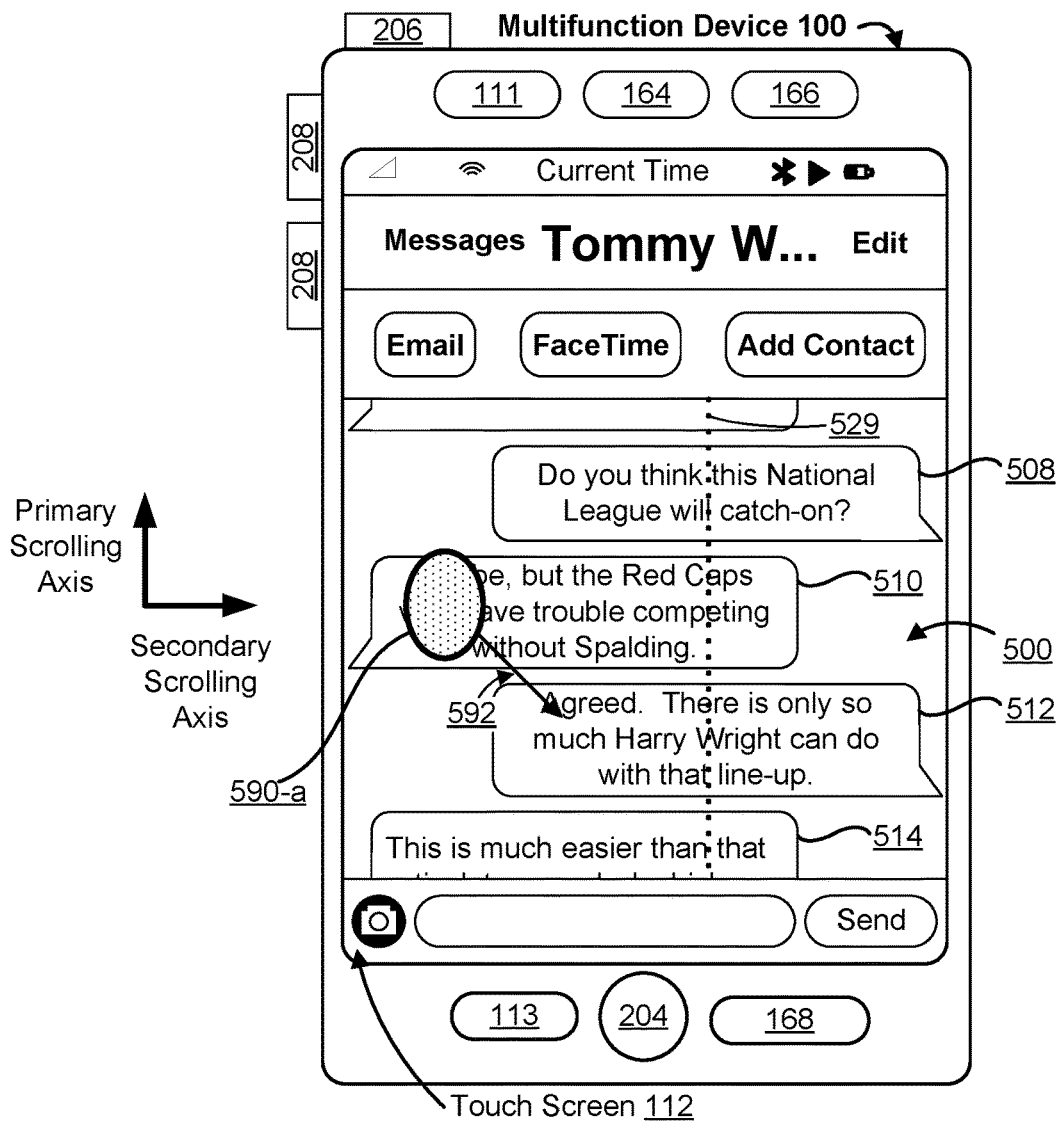 206
Multifunction Device 100
111
164
166
208
208
Current Time
Messages
Tommy W...
Edit
Email
FaceTime
Add Contact
529
Do you think this National
League will catch-on?
508
Primary
Scrolling
Axis
Secondary
Scrolling
Axis
but the Red Caps
trouble competing
without Spalding.
510
500
592
Agreed. There is only so
much Harry Wright can do
with that line-up.
512
590-a
This is much easier than that
514
Send
113
204
168
Touch Screen 112